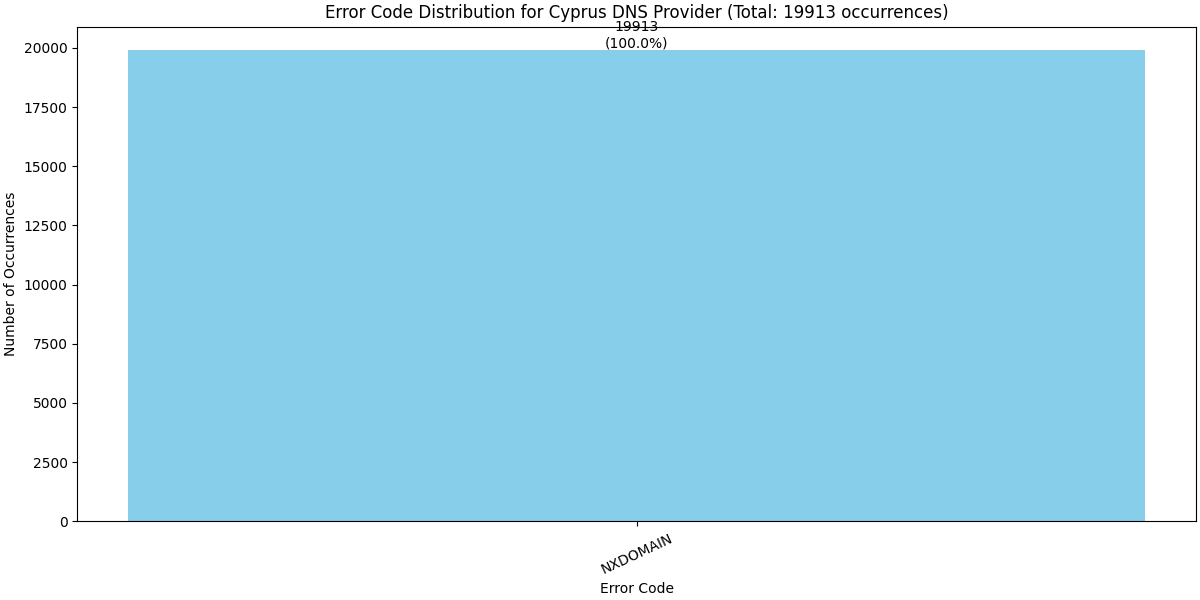 Error Code Distribution for Cyprus DNS Provider (Total: 19913 occurrences)
19913
(100.0%)
20000
17500
15000
12500
10000
7500
5000
2500
0
Number of Occurrences
NXDOMAIN
Error Code